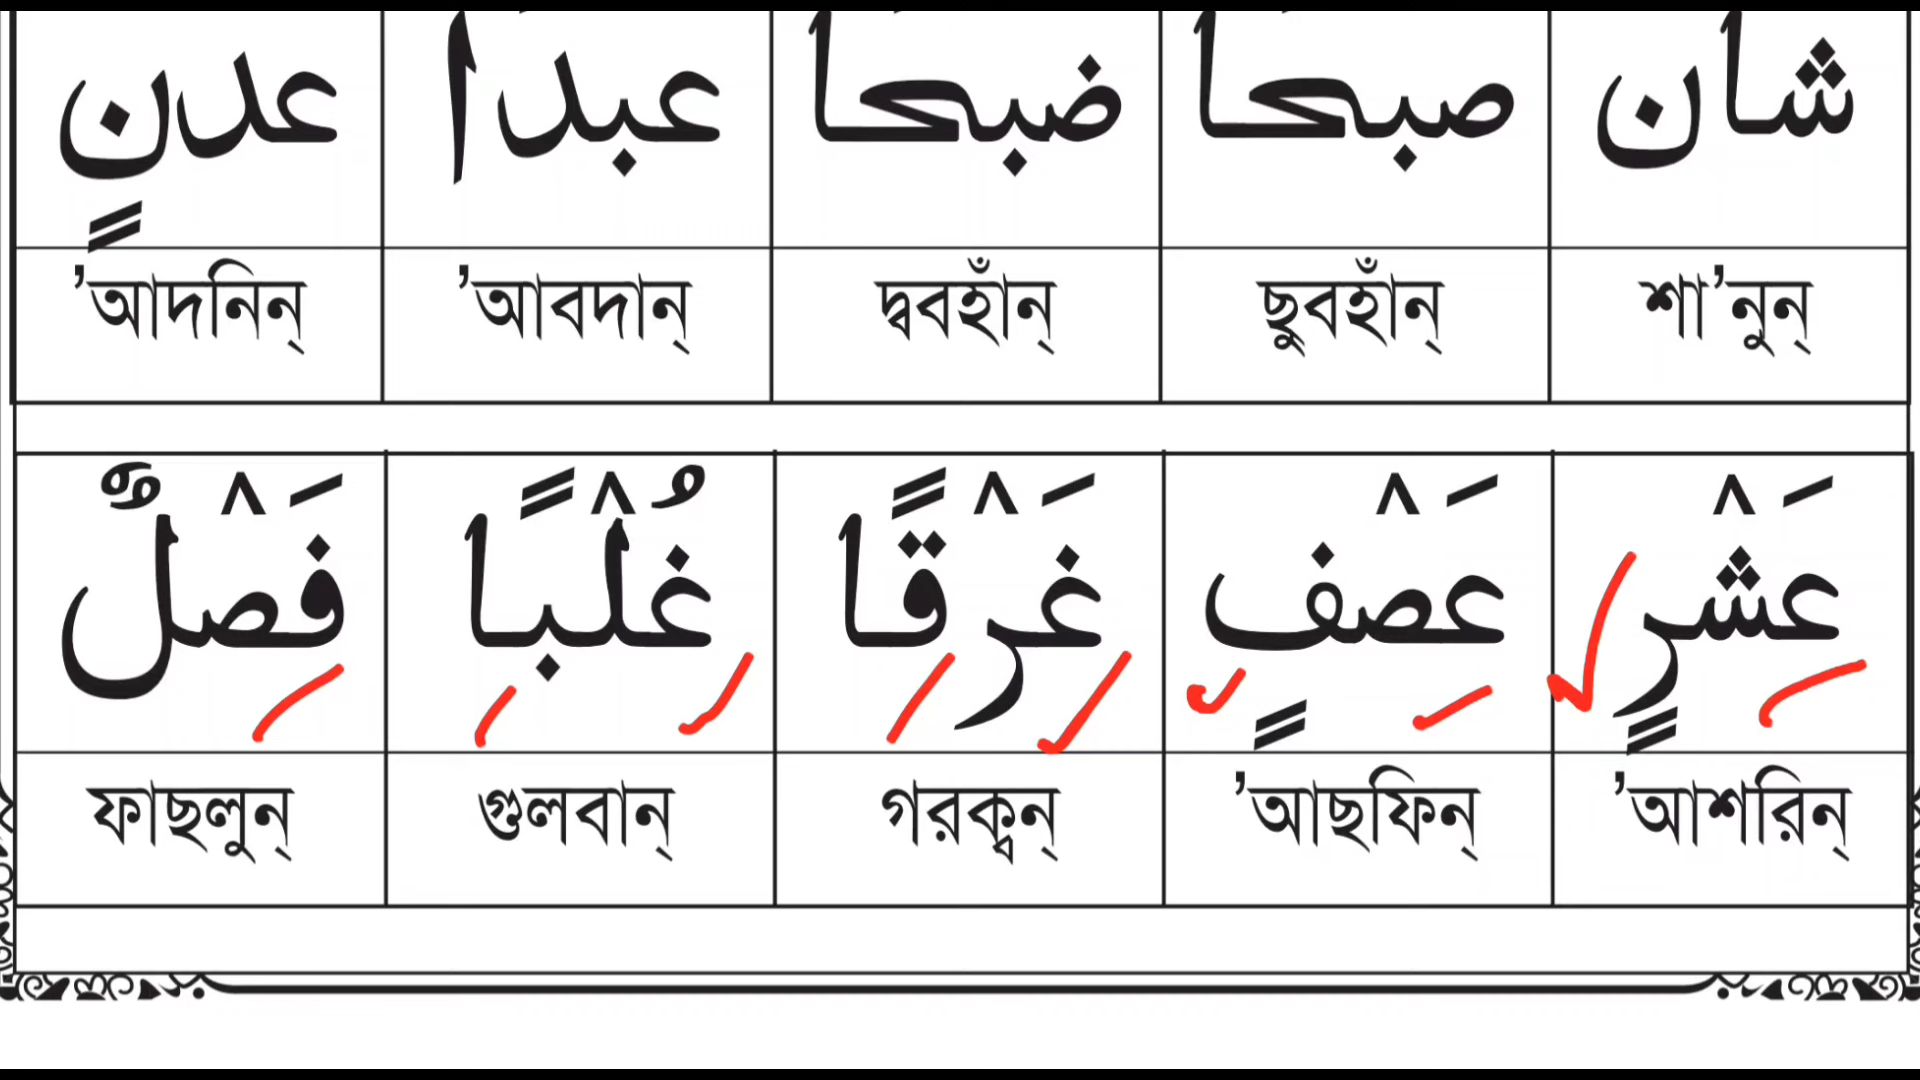 شان صبحا ضبحا عبدا عدنٍ
শা’নুন্ ছুবহাঁন্ দ্ববহাঁন্ ’আবদান্ ’আদনিন্
عَشْرٍ عَصْفٍ غَرْقًا غُلْبًا فَصْلٌ
’আশরিন্ ’আছফিন্ গরক্বন্ গুলবান্ ফাছলুন্